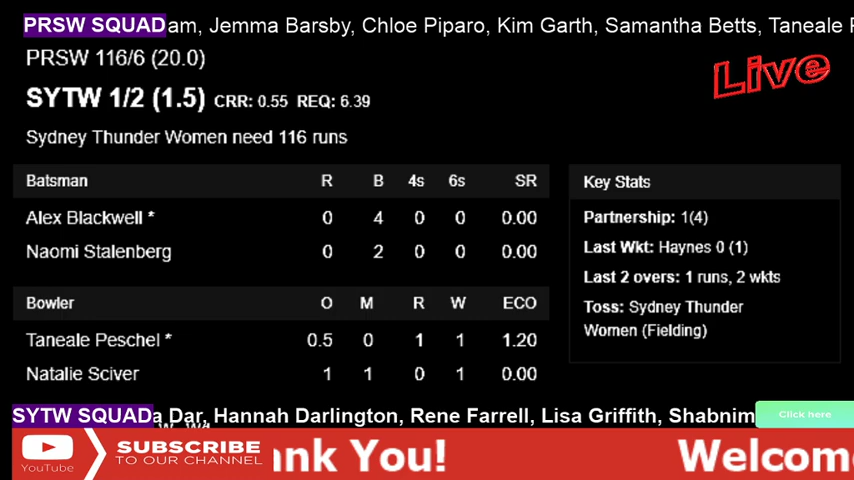 PRSW SQUAD am, Jemma Barsby, Chloe Piparo, Kim Garth, Samantha Betts, Taneale
PRSW 116/6 (20.0)
Live
SYTW 1/2 (1.5) CRR: 0.55 REQ: 6.39
Sydney Thunder Women need 116 runs
Batsman R B 4s 6s SR
Alex Blackwell * 0 4 0 0 0.00
Naomi Stalenberg 0 2 0 0 0.00
Bowler O M R W ECO
Taneale Peschel * 0.5 0 1 1 1.20
Natalie Sciver 1 1 0 1 0.00
Key Stats
Partnership: 1(4)
Last Wkt: Haynes 0 (1)
Last 2 overs: 1 runs, 2 wkts
Toss: Sydney Thunder
Women (Fielding)
SYTW SQUAD a Dar, Hannah Darlington, Rene Farrell, Lisa Griffith, Shabnim
Click here
YouTube
SUBSCRIBE
TO OUR CHANNEL
ank You! Welcom